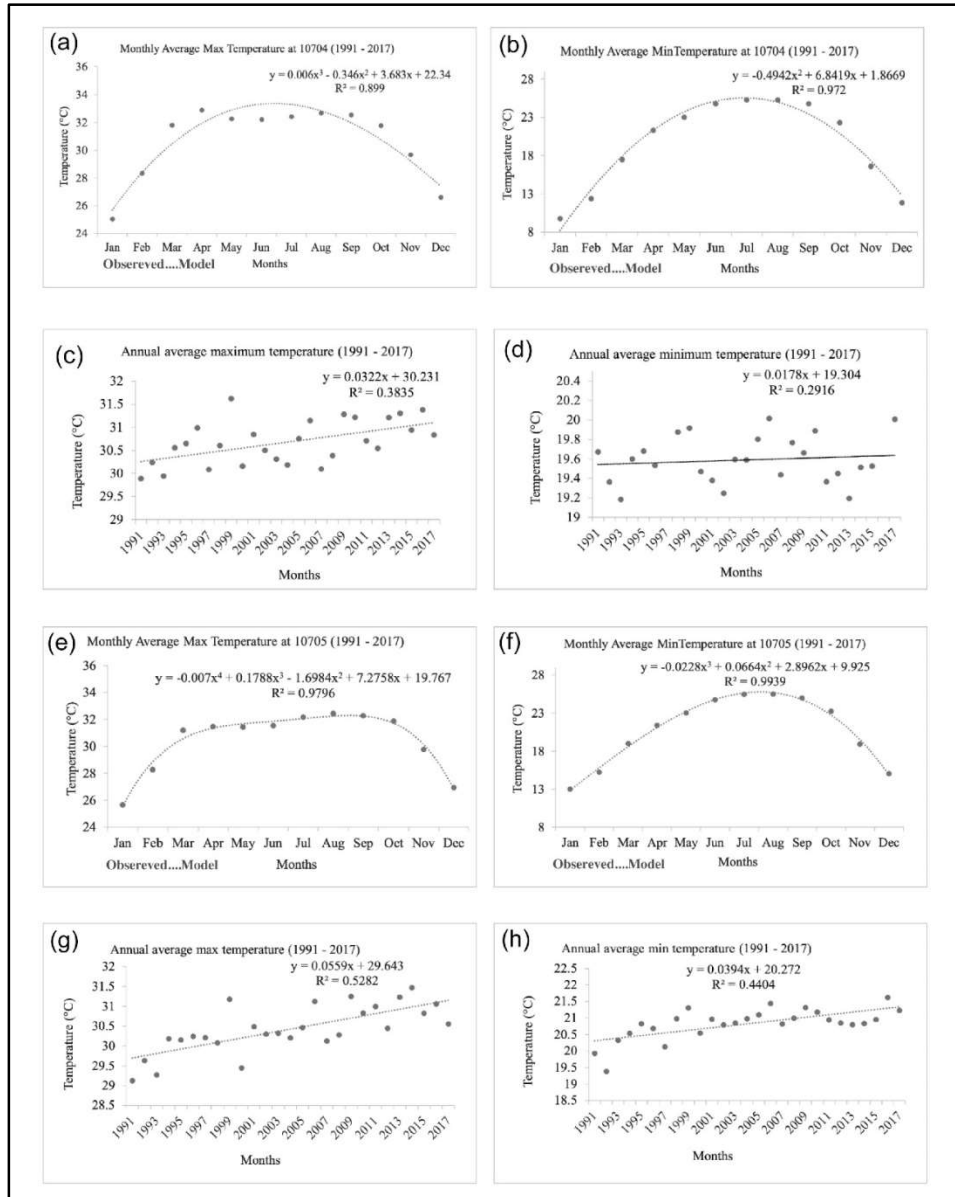 (a)
Monthly Average Max Temperature at 10704 (1991 - 2017)
y = 0.006x³ - 0.346x² + 3.683x + 22.34
R² = 0.899
Temperature (°C)
36
34
32
30
28
26
24
Jan Feb Mar Apr May Jun Jul Aug Sep Oct Nov Dec
Obsereved....Model Months
(b)
Monthly Average MinTemperature at 10704 (1991 - 2017)
y = -0.4942x² + 6.8419x + 1.8669
R² = 0.972
Temperature (°C)
28
23
18
13
8
Jan Feb Mar Apr May Jun Jul Aug Sep Oct Nov Dec
Obsereved....Model Months
(c)
Annual average maximum temperature (1991 - 2017)
y = 0.0322x + 30.231
R² = 0.3835
Temperature (°C)
32
31.5
31
30.5
30
29.5
29
1991 1993 1995 1997 1999 2001 2003 2005 2007 2009 2011 2013 2015 2017
Months
(d)
Annual average minimum temperature (1991 - 2017)
y = 0.0178x + 19.304
R² = 0.2916
Temperature (°C)
20.4
20.2
20
19.8
19.6
19.4
19.2
19
1991 1993 1995 1997 1999 2001 2003 2005 2007 2009 2011 2013 2015 2017
Months
(e)
Monthly Average Max Temperature at 10705 (1991 - 2017)
y = -0.007x⁴ + 0.1788x³ - 1.6984x² + 7.2758x + 19.767
R² = 0.9796
Temperature (°C)
36
34
32
30
28
26
24
Jan Feb Mar Apr May Jun Jul Aug Sep Oct Nov Dec
Obsereved....Model Months
(f)
Monthly Average MinTemperature at 10705 (1991 - 2017)
y = -0.0228x³ + 0.0664x² + 2.8962x + 9.925
R² = 0.9939
Temperature (°C)
28
23
18
13
8
Jan Feb Mar Apr May Jun Jul Aug Sep Oct Nov Dec
Obsereved....Model Months
(g)
Annual average max temperature (1991 - 2017)
y = 0.0559x + 29.643
R² = 0.5282
Temperature (°C)
32
31.5
31
30.5
30
29.5
29
28.5
1991 1993 1995 1997 1999 2001 2003 2005 2007 2009 2011 2013 2015 2017
Months
(h)
Annual average min temperature (1991 - 2017)
y = 0.0394x + 20.272
R² = 0.4404
Temperature (°C)
22.5
22
21.5
21
20.5
20
19.5
19
18.5
1991 1993 1995 1997 1999 2001 2003 2005 2007 2009 2011 2013 2015 2017
Months